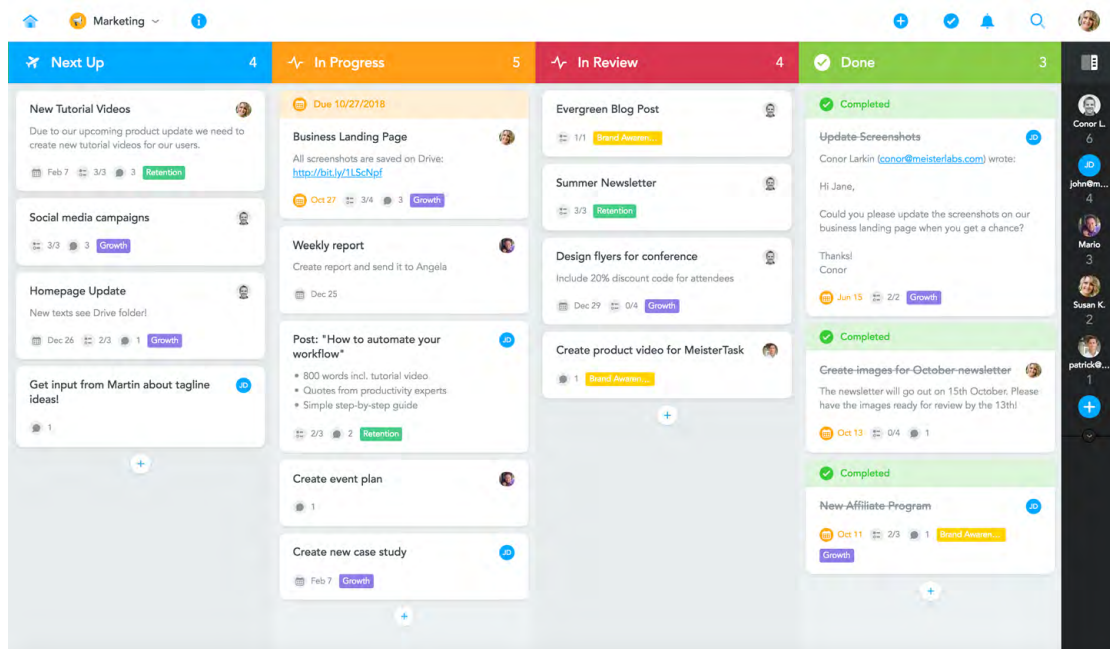 Marketing
Next Up 4
New Tutorial Videos
Due to our upcoming product update we need to
create new tutorial videos for our users.
Feb 7 3/3 3 Retention
Social media campaigns
3/3 3 Growth
Homepage Update
New texts see Drive folder!
Dec 26 2/3 1 Growth
Get input from Martin about tagline
ideas!
JD
1
In Progress 5
Due 10/27/2018
Business Landing Page
All screenshots are saved on Drive:
http://bit.ly/1LScNpf
Oct 27 3/4 3 Growth
Weekly report
Create report and send it to Angela
Dec 25
Post: "How to automate your
workflow"
JD
• 800 words incl. tutorial video
• Quotes from productivity experts
• Simple step-by-step guide
2/3 2 Retention
Create event plan
1
Create new case study
JD
Feb 7 Growth
In Review 4
Evergreen Blog Post
1/1 Brand Awaren...
Summer Newsletter
3/3 Retention
Design flyers for conference
Include 20% discount code for attendees
Dec 29 0/4 Growth
Create product video for MeisterTask
1 Brand Awaren...
Done 3
Completed
Update Screenshots
JD
Conor Larkin (conor@meisterlabs.com) wrote:
Hi Jane,
Could you please update the screenshots on our
business landing page when you get a chance?
Thanks!
Conor
Jun 15 2/2 Growth
Completed
Create images for October newsletter
The newsletter will go out on 15th October. Please
have the images ready for review by the 13th!
Oct 13 0/4 1
Completed
New Affiliate Program
JD
Oct 11 2/3 1 Brand Awaren...
Growth
Conor L.
6
JD
john@m...
4
Mario
3
Susan K.
2
patrick@...
1